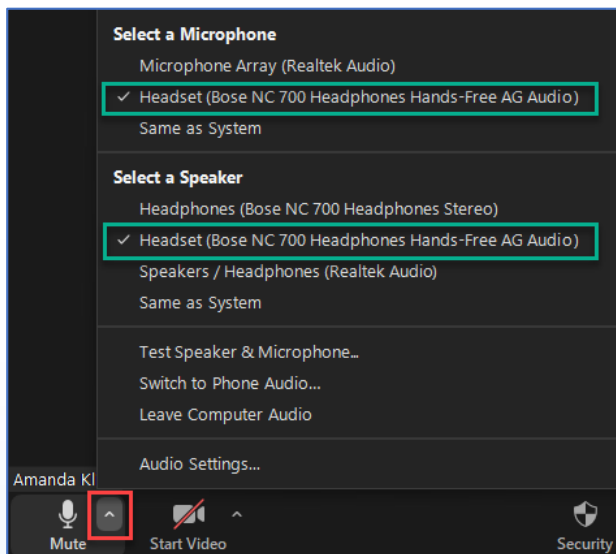 Select a Microphone
Microphone Array (Realtek Audio)
✓ Headset (Bose NC 700 Headphones Hands-Free AG Audio)
Same as System
Select a Speaker
Headphones (Bose NC 700 Headphones Stereo)
✓ Headset (Bose NC 700 Headphones Hands-Free AG Audio)
Speakers / Headphones (Realtek Audio)
Same as System
Test Speaker & Microphone...
Switch to Phone Audio...
Leave Computer Audio
Audio Settings...
Amanda Kl
Mute
Start Video
Security